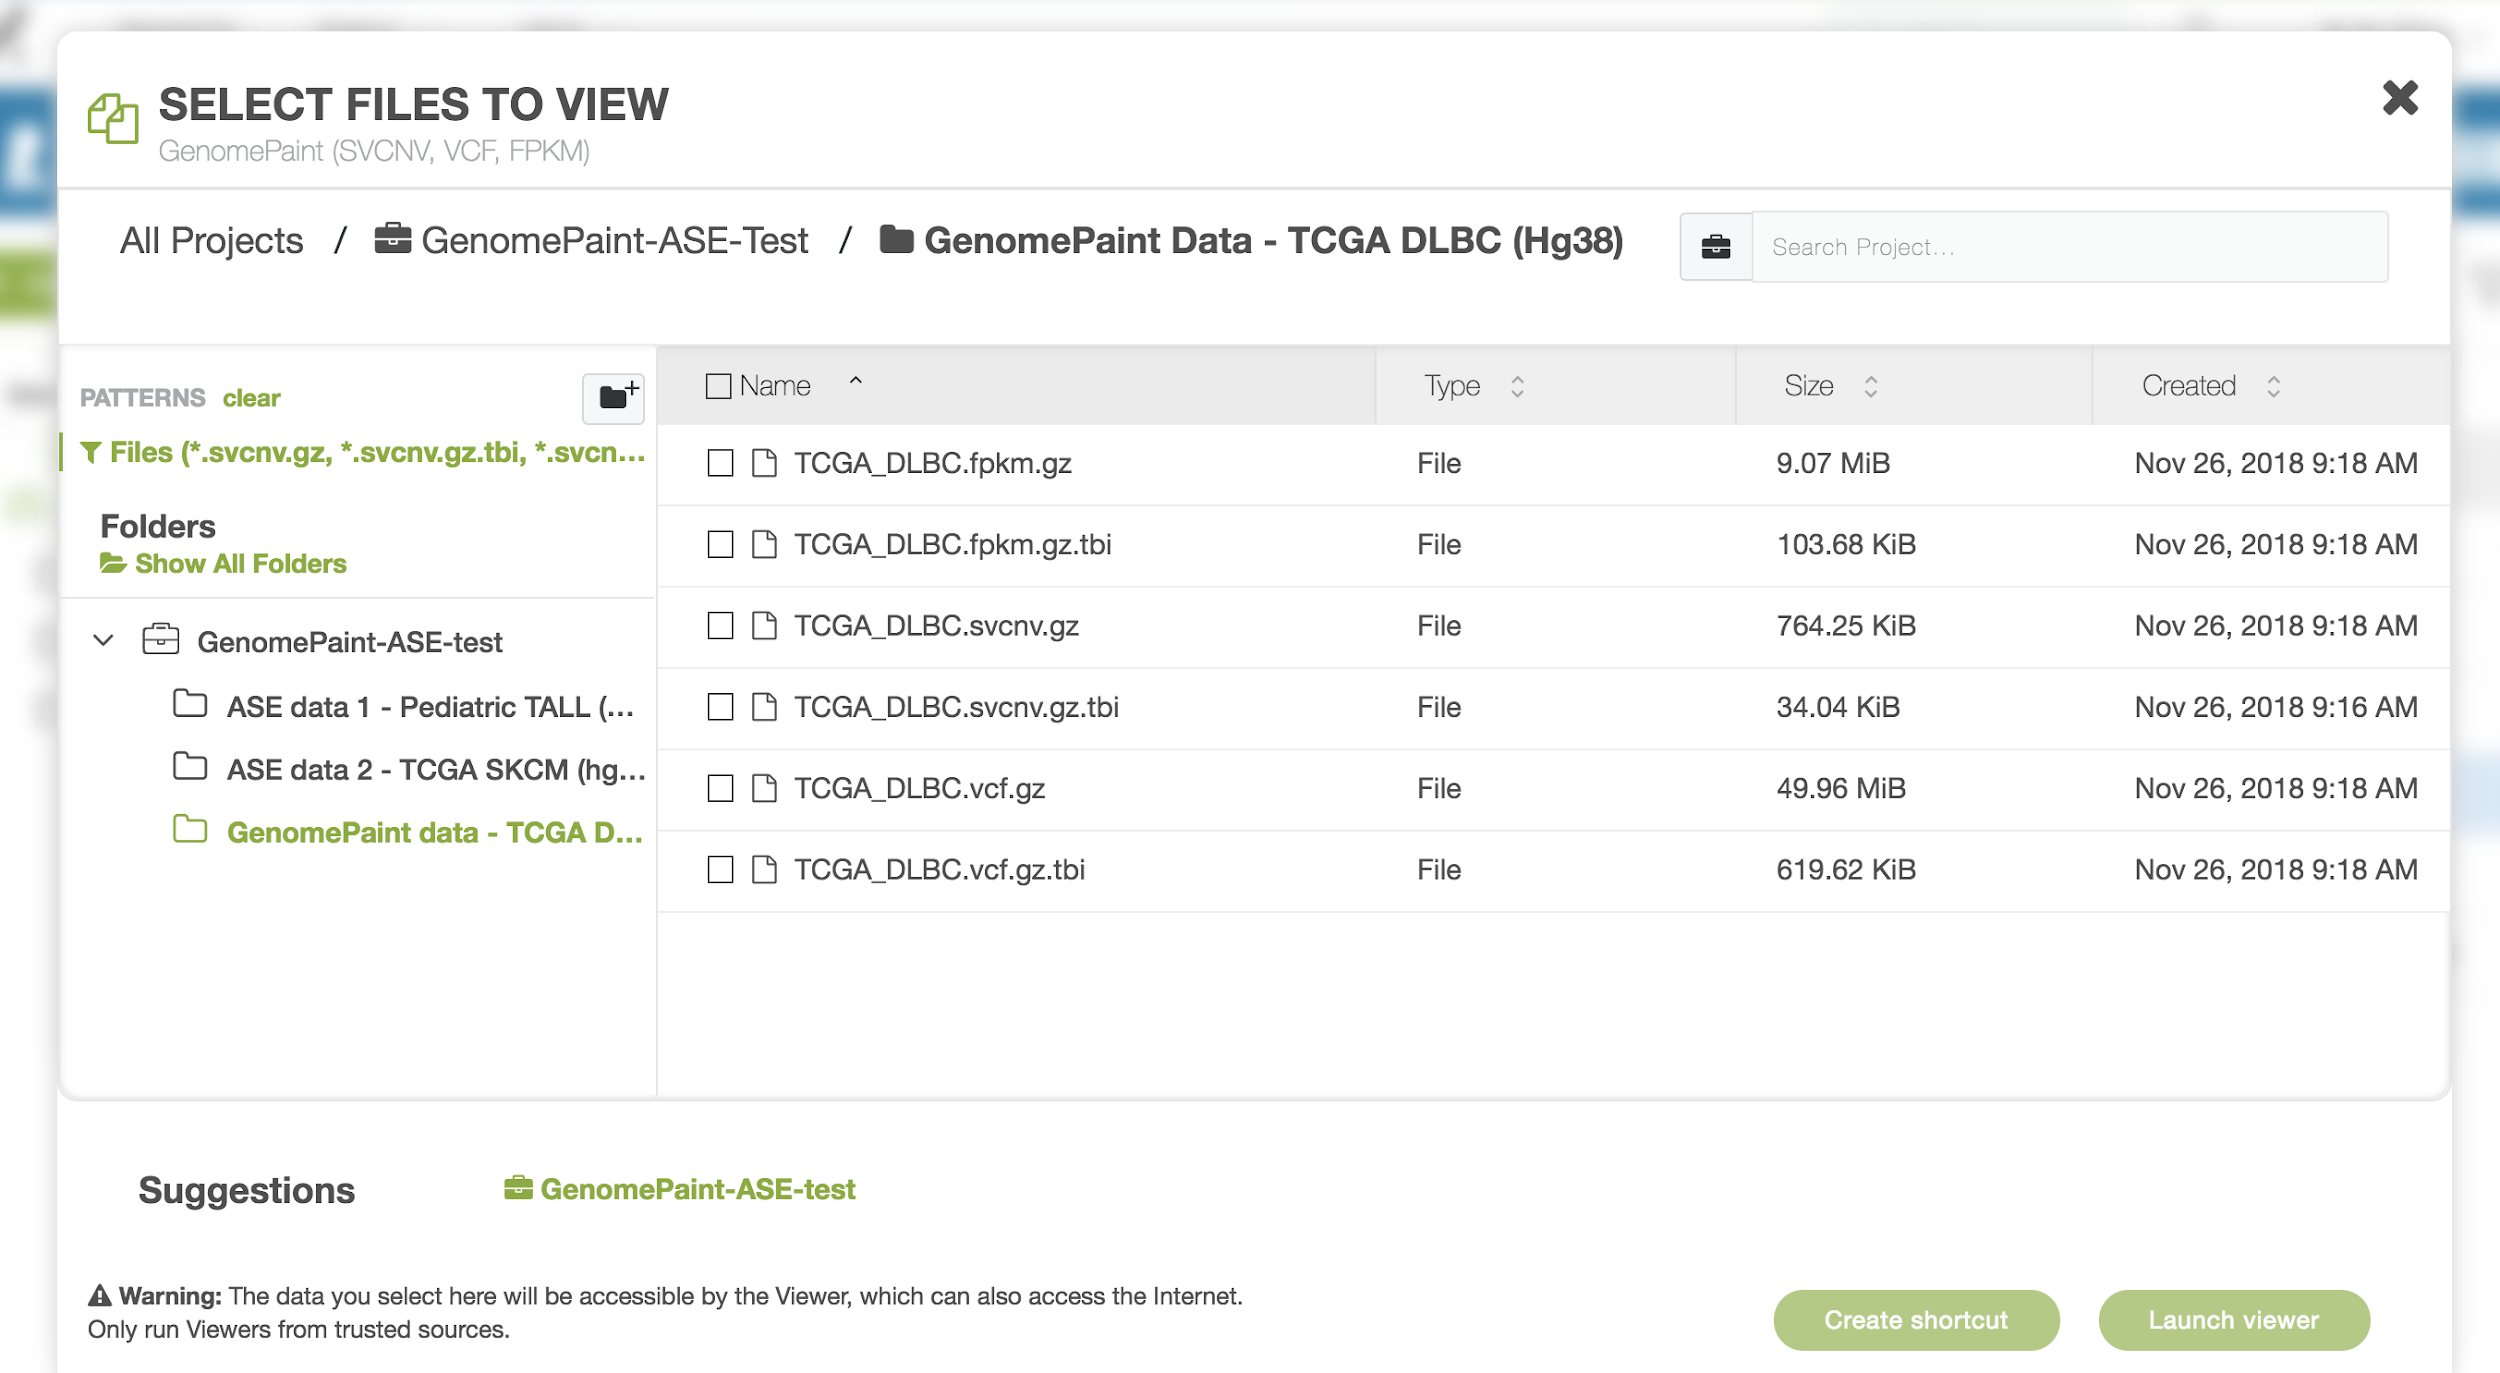 SELECT FILES TO VIEW
GenomePaint (SVCNV, VCF, FPKM)
All Projects / GenomePaint-ASE-Test / GenomePaint Data - TCGA DLBC (Hg38)
Search Project...
PATTERNS clear
Files (*.svcnv.gz, *.svcnv.gz.tbi, *.svcn...
Folders
Show All Folders
GenomePaint-ASE-test
ASE data 1 - Pediatric TALL (...
ASE data 2 - TCGA SKCM (hg...
GenomePaint data - TCGA D...
Name Type Size Created
TCGA_DLBC.fpkm.gz File 9.07 MiB Nov 26, 2018 9:18 AM
TCGA_DLBC.fpkm.gz.tbi File 103.68 KiB Nov 26, 2018 9:18 AM
TCGA_DLBC.svcnv.gz File 764.25 KiB Nov 26, 2018 9:18 AM
TCGA_DLBC.svcnv.gz.tbi File 34.04 KiB Nov 26, 2018 9:16 AM
TCGA_DLBC.vcf.gz File 49.96 MiB Nov 26, 2018 9:18 AM
TCGA_DLBC.vcf.gz.tbi File 619.62 KiB Nov 26, 2018 9:18 AM
Suggestions GenomePaint-ASE-test
Warning: The data you select here will be accessible by the Viewer, which can also access the Internet.
Only run Viewers from trusted sources.
Create shortcut Launch viewer